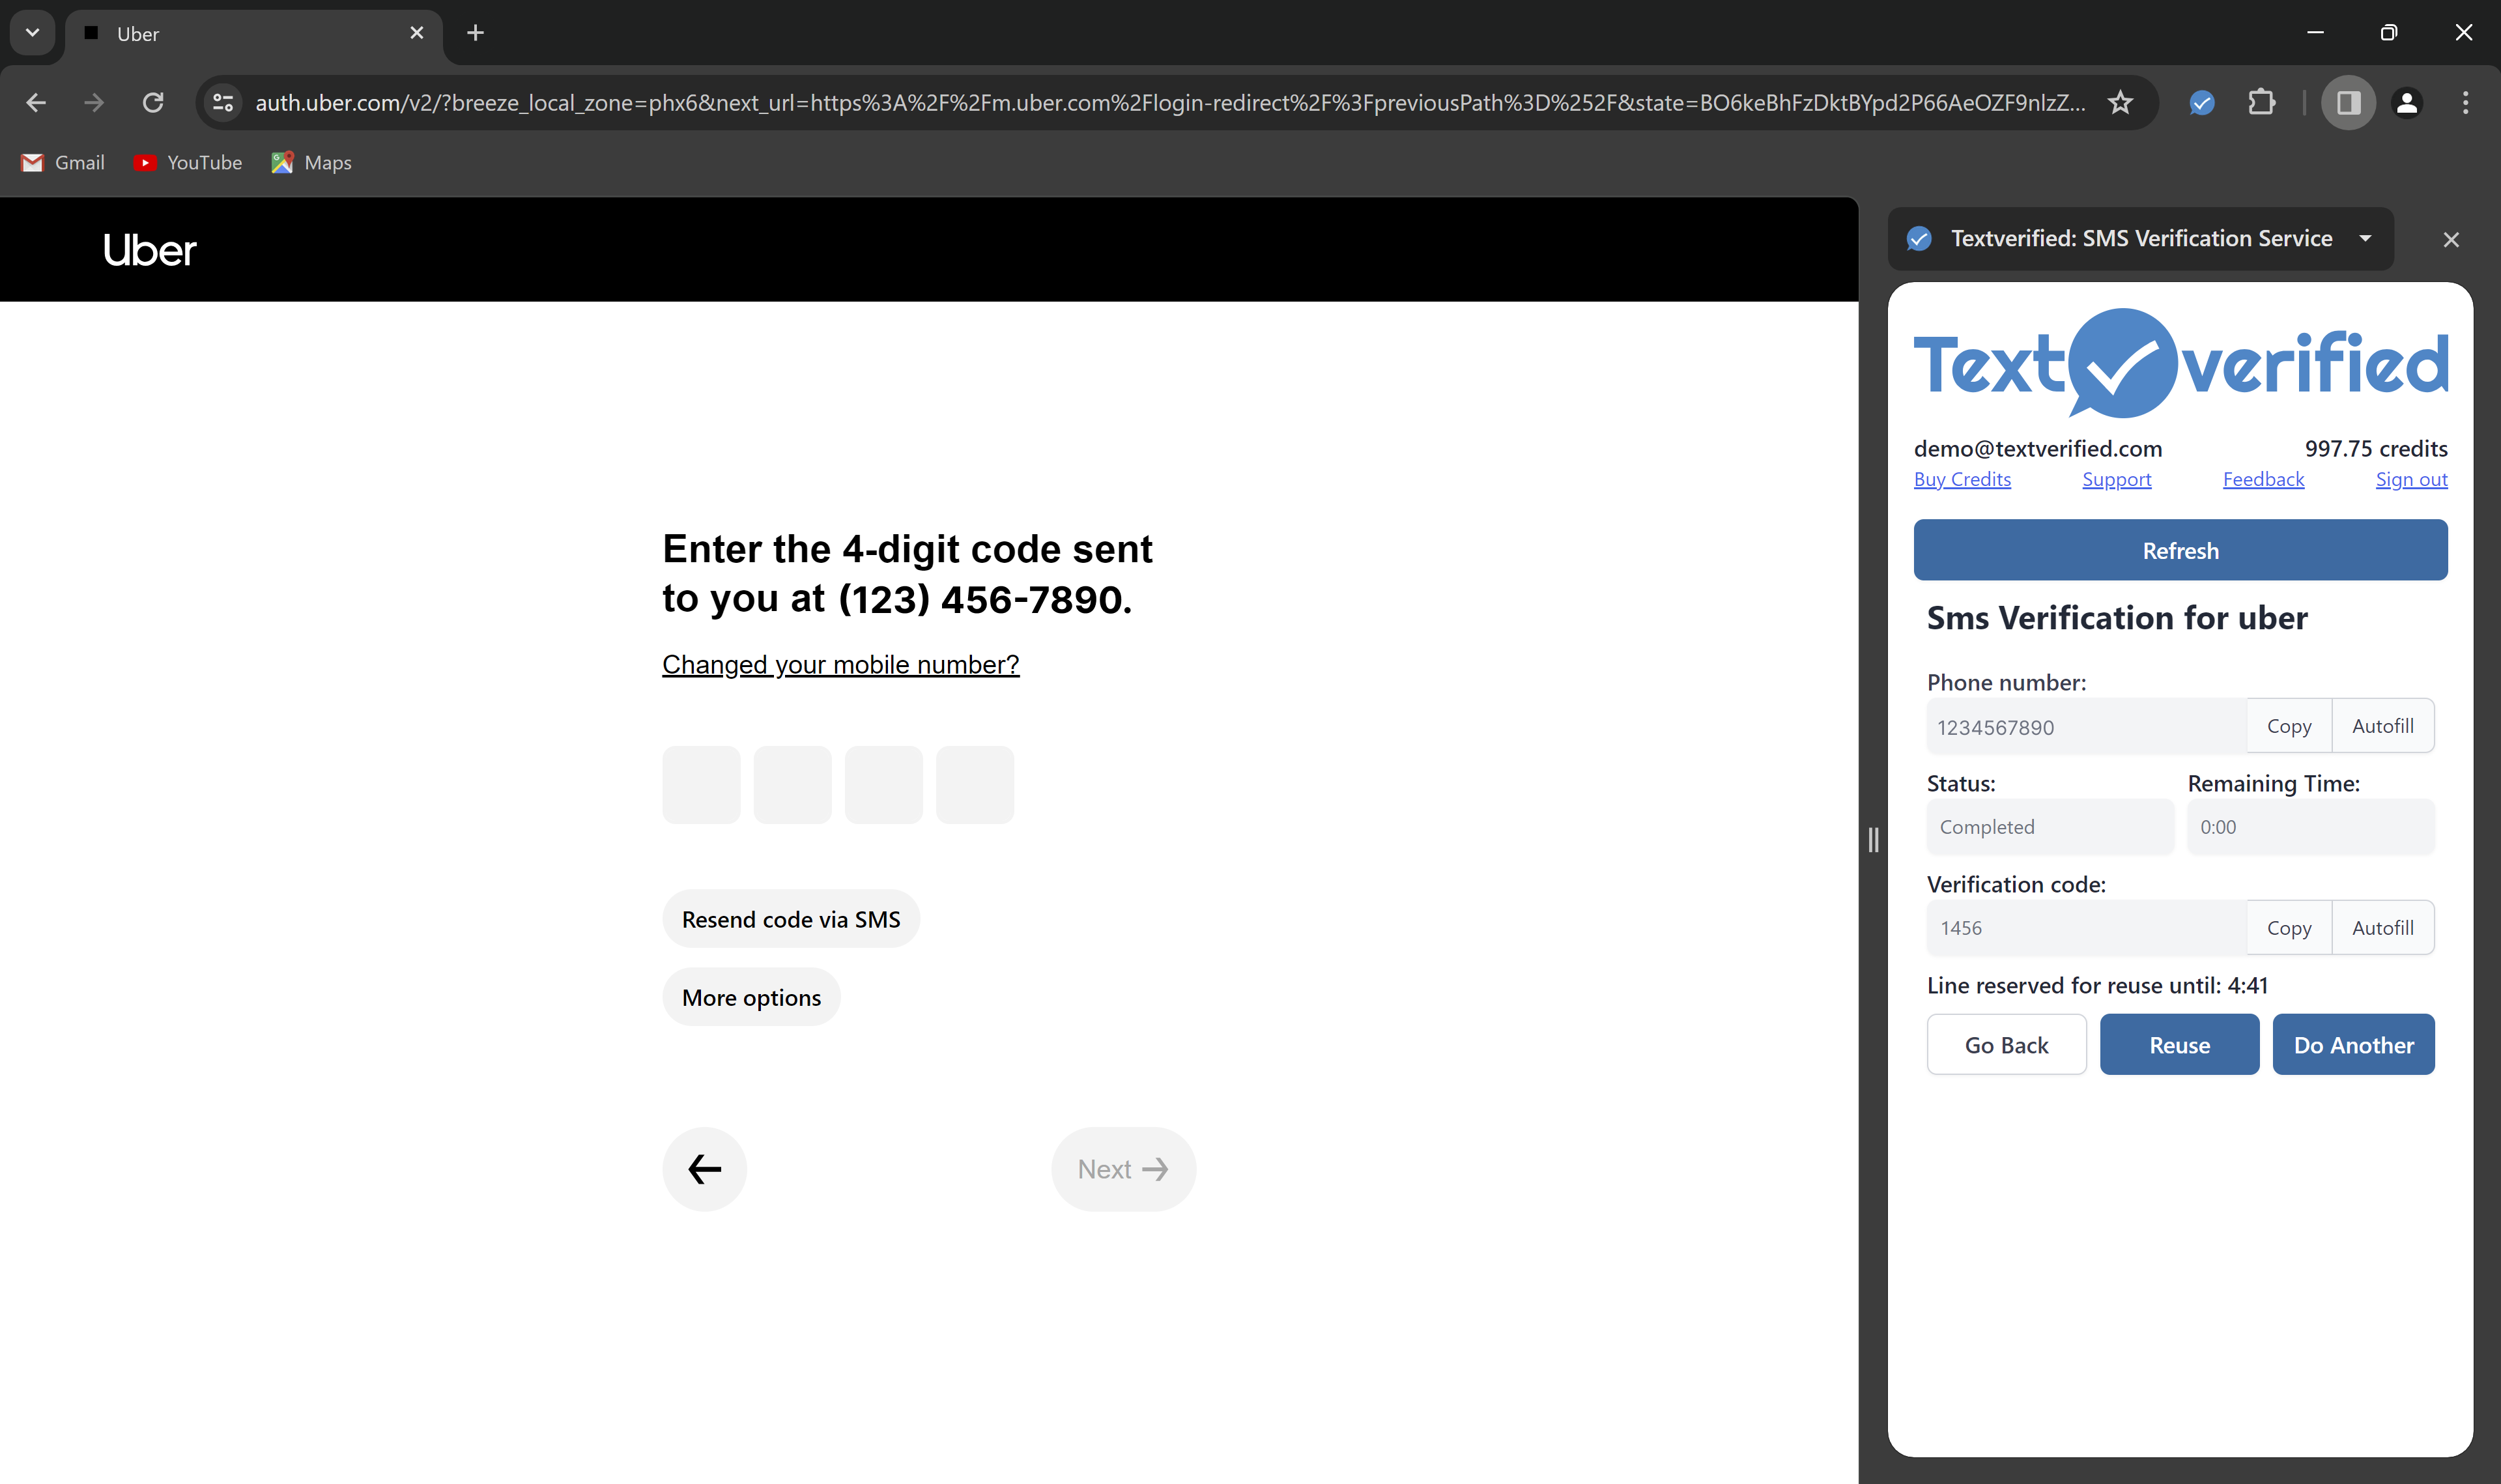 Uber
auth.uber.com/v2/?breeze_local_zone=phx6&next_url=https%3A%2F%2Fm.uber.com%2Flogin-redirect%2F%3FpreviousPath%3D%252F&state=BO6keBhFzDktBYpd2P66AeOZF9nlzZ...
Gmail YouTube Maps
Uber
Enter the 4-digit code sent
to you at (123) 456-7890.
Changed your mobile number?
Resend code via SMS
More options
Next
Textverified: SMS Verification Service
Textverified
demo@textverified.com 997.75 credits
Buy Credits Support Feedback Sign out
Refresh
Sms Verification for uber
Phone number:
1234567890 Copy Autofill
Status: Remaining Time:
Completed 0:00
Verification code:
1456 Copy Autofill
Line reserved for reuse until: 4:41
Go Back Reuse Do Another